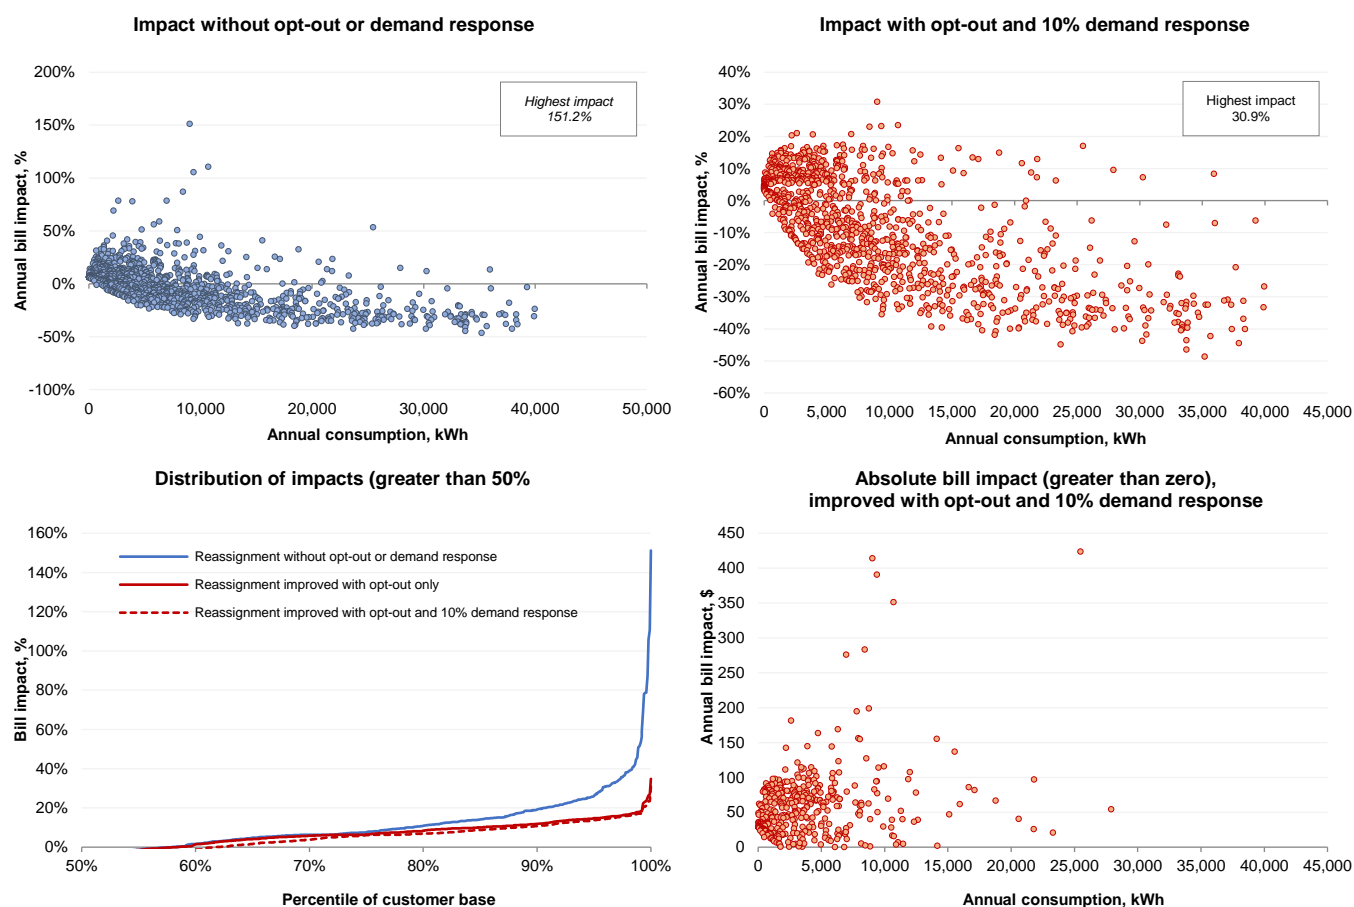 Impact without opt-out or demand response
200%
150%
100%
50%
0%
-50%
-100%
Annual bill impact, %
Highest impact
151.2%
0 10,000 20,000 30,000 40,000 50,000
Annual consumption, kWh
Impact with opt-out and 10% demand response
40%
30%
20%
10%
0%
-10%
-20%
-30%
-40%
-50%
-60%
Annual bill impact, %
Highest impact
30.9%
0 5,000 10,000 15,000 20,000 25,000 30,000 35,000 40,000 45,000
Annual consumption, kWh
Distribution of impacts (greater than 50%
160%
140%
120%
100%
80%
60%
40%
20%
0%
Bill impact, %
Reassignment without opt-out or demand response
Reassignment improved with opt-out only
Reassignment improved with opt-out and 10% demand response
50% 60% 70% 80% 90% 100%
Percentile of customer base
Absolute bill impact (greater than zero),
improved with opt-out and 10% demand response
450
400
350
300
250
200
150
100
50
0
Annual bill impact, $
0 5,000 10,000 15,000 20,000 25,000 30,000 35,000 40,000 45,000
Annual consumption, kWh